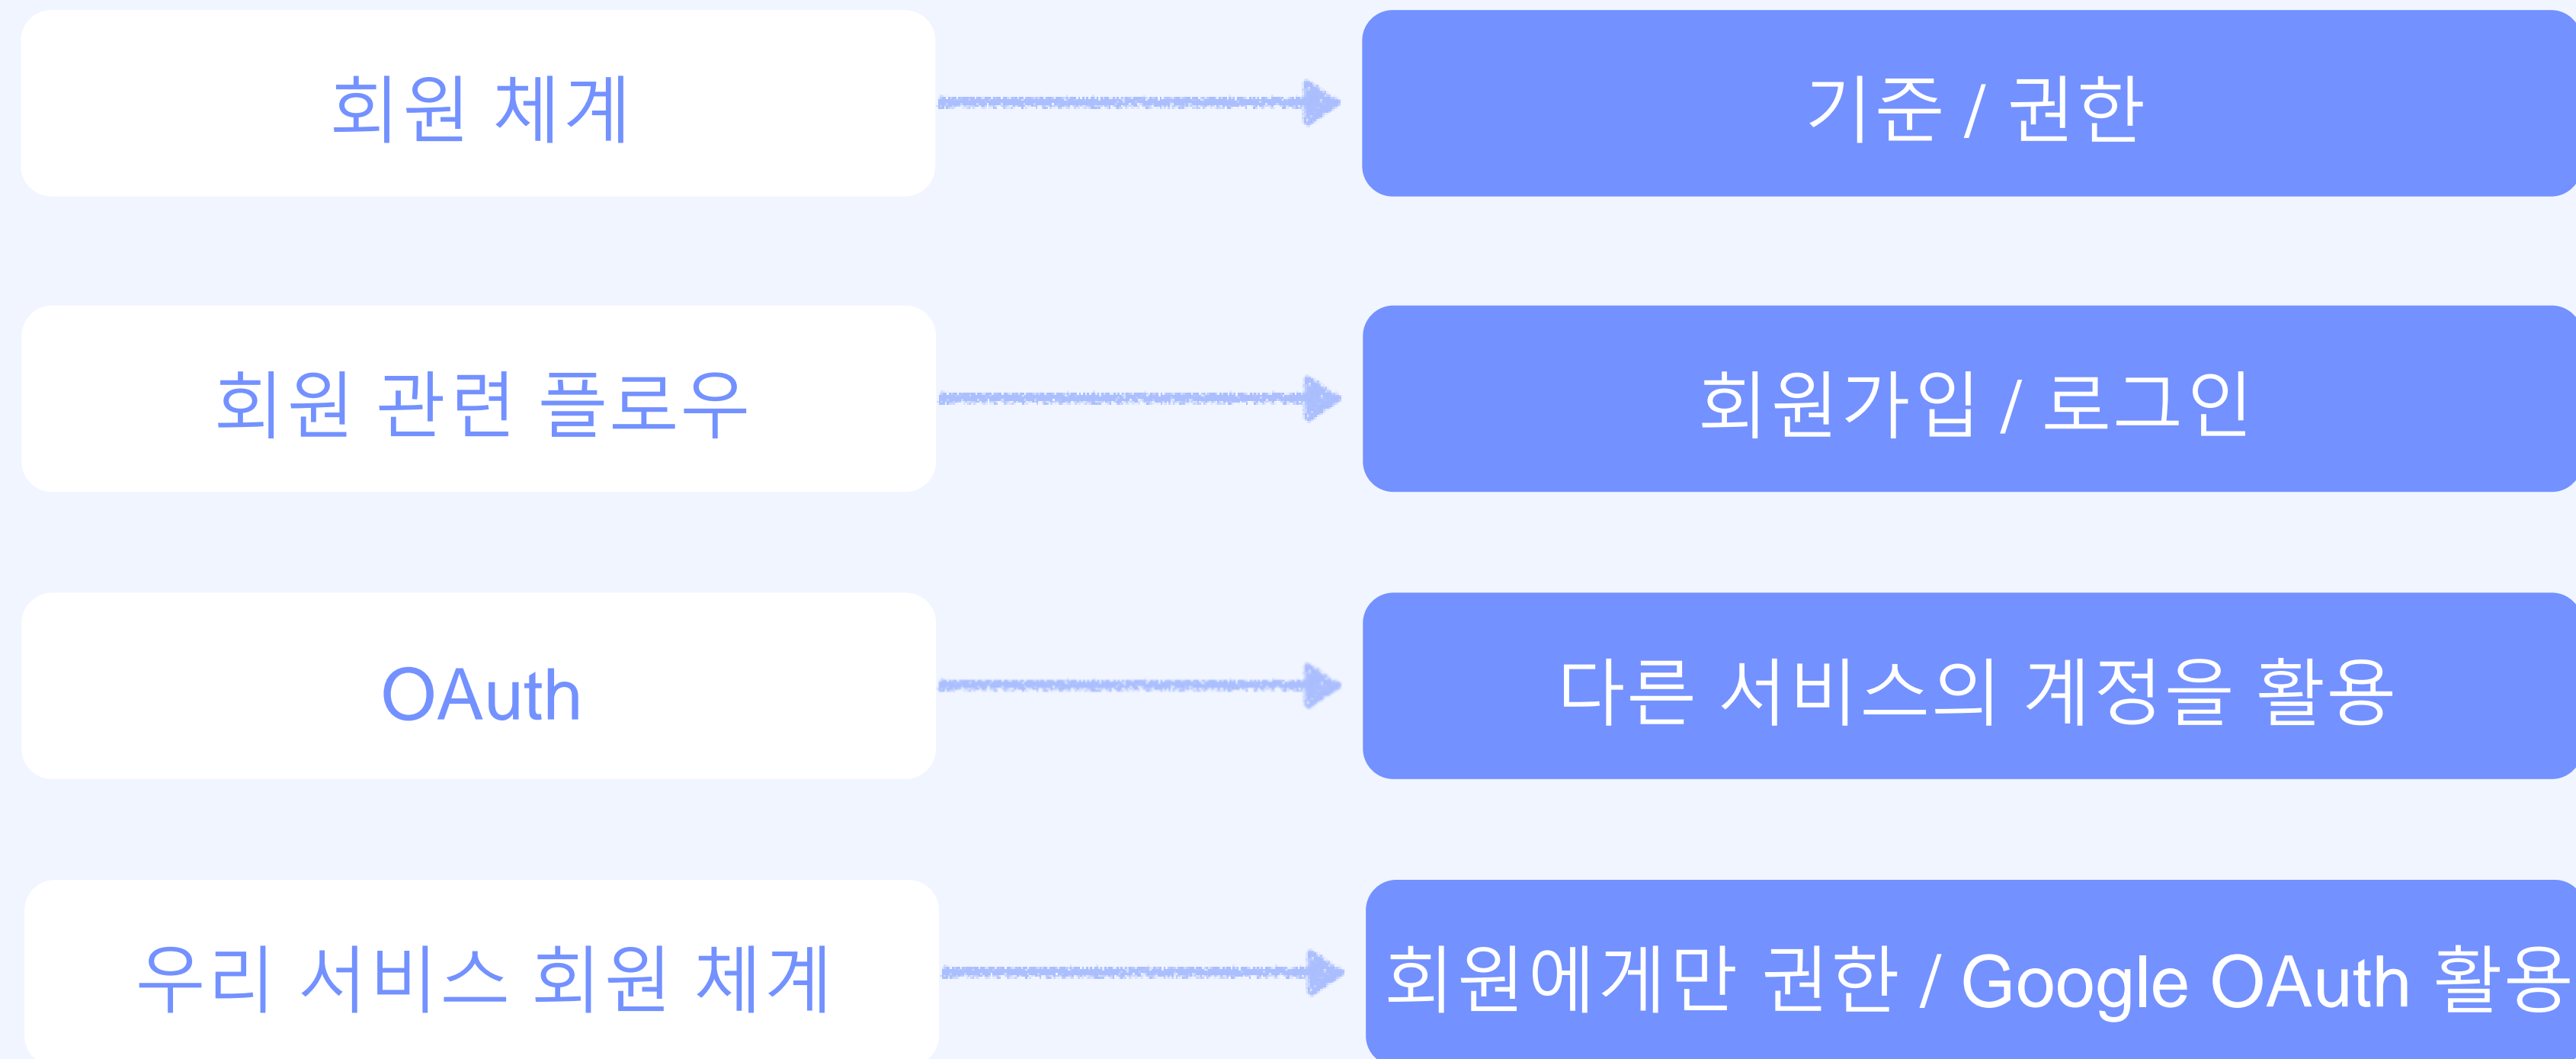 회원 체계
기준 / 권한
회원 관련 플로우
회원가입 / 로그인
OAuth
다른 서비스의 계정을 활용
우리 서비스 회원 체계
회원에게만 권한 / Google OAuth 활용